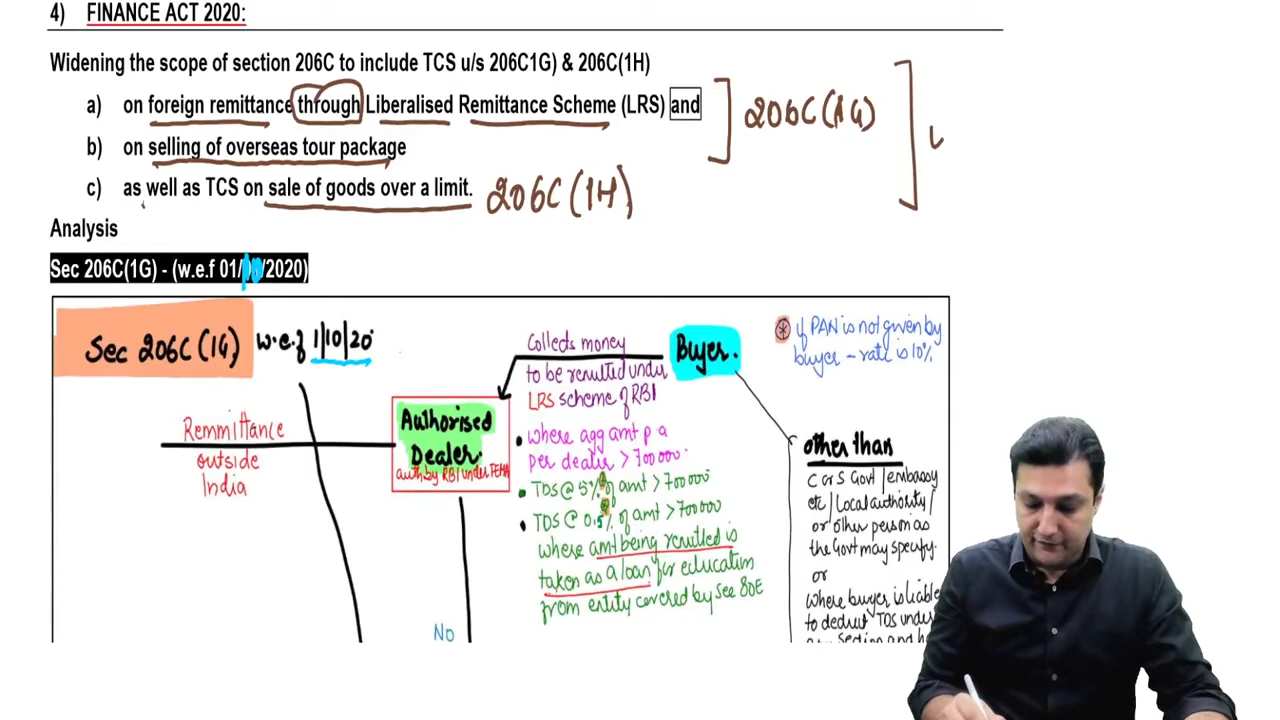 4) FINANCE ACT 2020:
Widening the scope of section 206C to include TCS u/s 206C1G) & 206C(1H)
a) on foreign remittance through Liberalised Remittance Scheme (LRS) and
206C(1G)
b) on selling of overseas tour package
c) as well as TCS on sale of goods over a limit. 206C(1H)
Analysis
Sec 206C(1G) - (w.e.f 01/10/2020)
Sec 206C(1G) w.e.f 1/10/20
Remmittance
outside
India
Authorised
Dealer.
auth by RBI under FEMA
No
Collects money
to be remitted under
LRS scheme of RBI
• where agg amt p.a
per dealer > 700000.
• TDS @ 5% of amt > 700000
• TDS @ 0.5% of amt > 700000
where amt being remitted is
taken as a loan for education
from entity covered by Sec 80E
Buyer.
* if PAN is not given by
buyer - rate is 10%
other than
C or S Govt / embassy
etc / Local authority /
or other person as
the Govt may specify.
or
where buyer is liable
to deduct TDS under